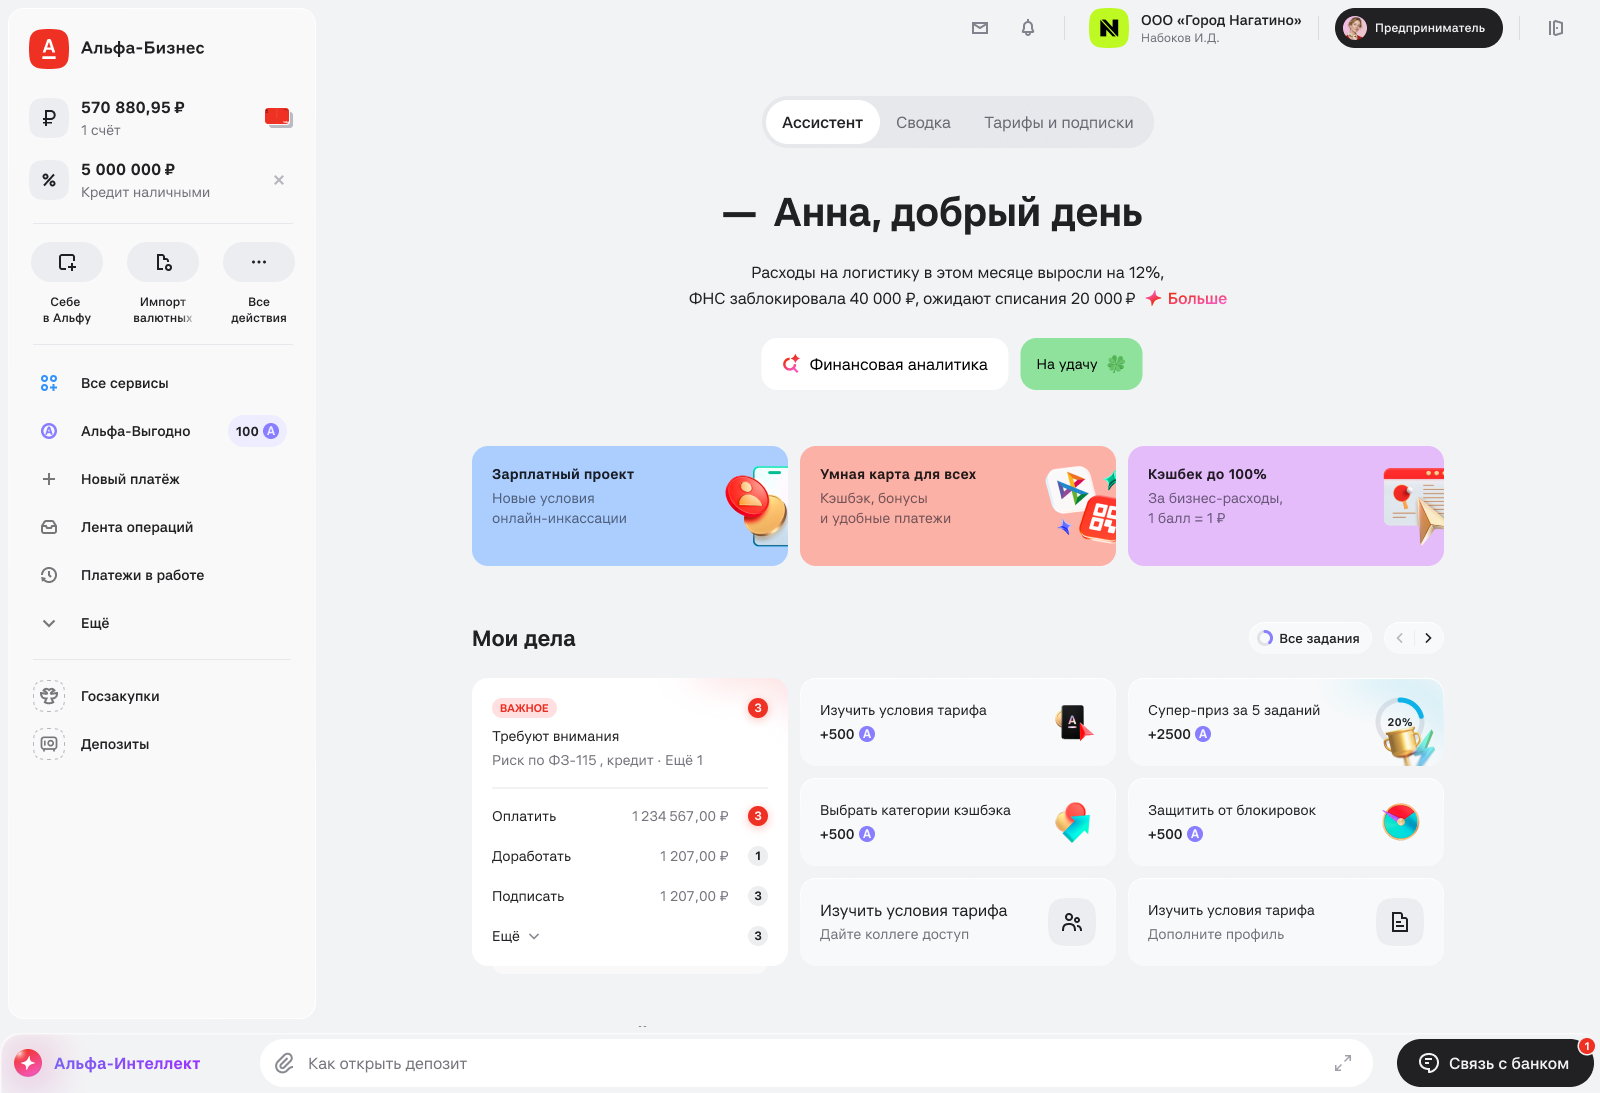 Альфа-Бизнес
570 880,95 ₽
1 счёт
5 000 000 ₽
Кредит наличными
Себе
в Альфу
Импорт
валютных
Все
действия
Все сервисы
Альфа-Выгодно
100
Новый платёж
Лента операций
Платежи в работе
Ещё
Госзакупки
Депозиты
ООО «Город Нагатино»
Набоков И.Д.
Предприниматель
Ассистент
Сводка
Тарифы и подписки
— Анна, добрый день
Расходы на логистику в этом месяце выросли на 12%,
ФНС заблокировала 40 000 ₽, ожидают списания 20 000 ₽ Больше
Финансовая аналитика
На удачу
Зарплатный проект
Новые условия
онлайн-инкассации
Умная карта для всех
Кэшбэк, бонусы
и удобные платежи
Кэшбек до 100%
За бизнес-расходы,
1 балл = 1 ₽
Мои дела
Все задания
ВАЖНОЕ
3
Требуют внимания
Риск по ФЗ-115 , кредит · Ещё 1
Оплатить 1 234 567,00 ₽ 3
Доработать 1 207,00 ₽ 1
Подписать 1 207,00 ₽ 3
Ещё 3
Изучить условия тарифа
+500
Супер-приз за 5 заданий
+2500
20%
Выбрать категории кэшбэка
+500
Защитить от блокировок
+500
Изучить условия тарифа
Дайте коллеге доступ
Изучить условия тарифа
Дополните профиль
Альфа-Интеллект
Как открыть депозит
Связь с банком
1